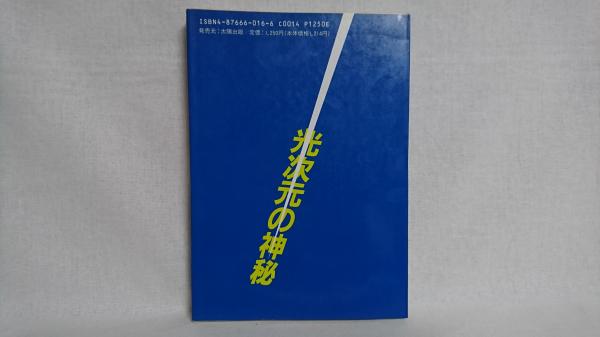 ISBN4-87666-016-6 C0014 P1250E
発売元:太陽出版 定価:1,250円(本体価格1,214円)
光次元の神秘